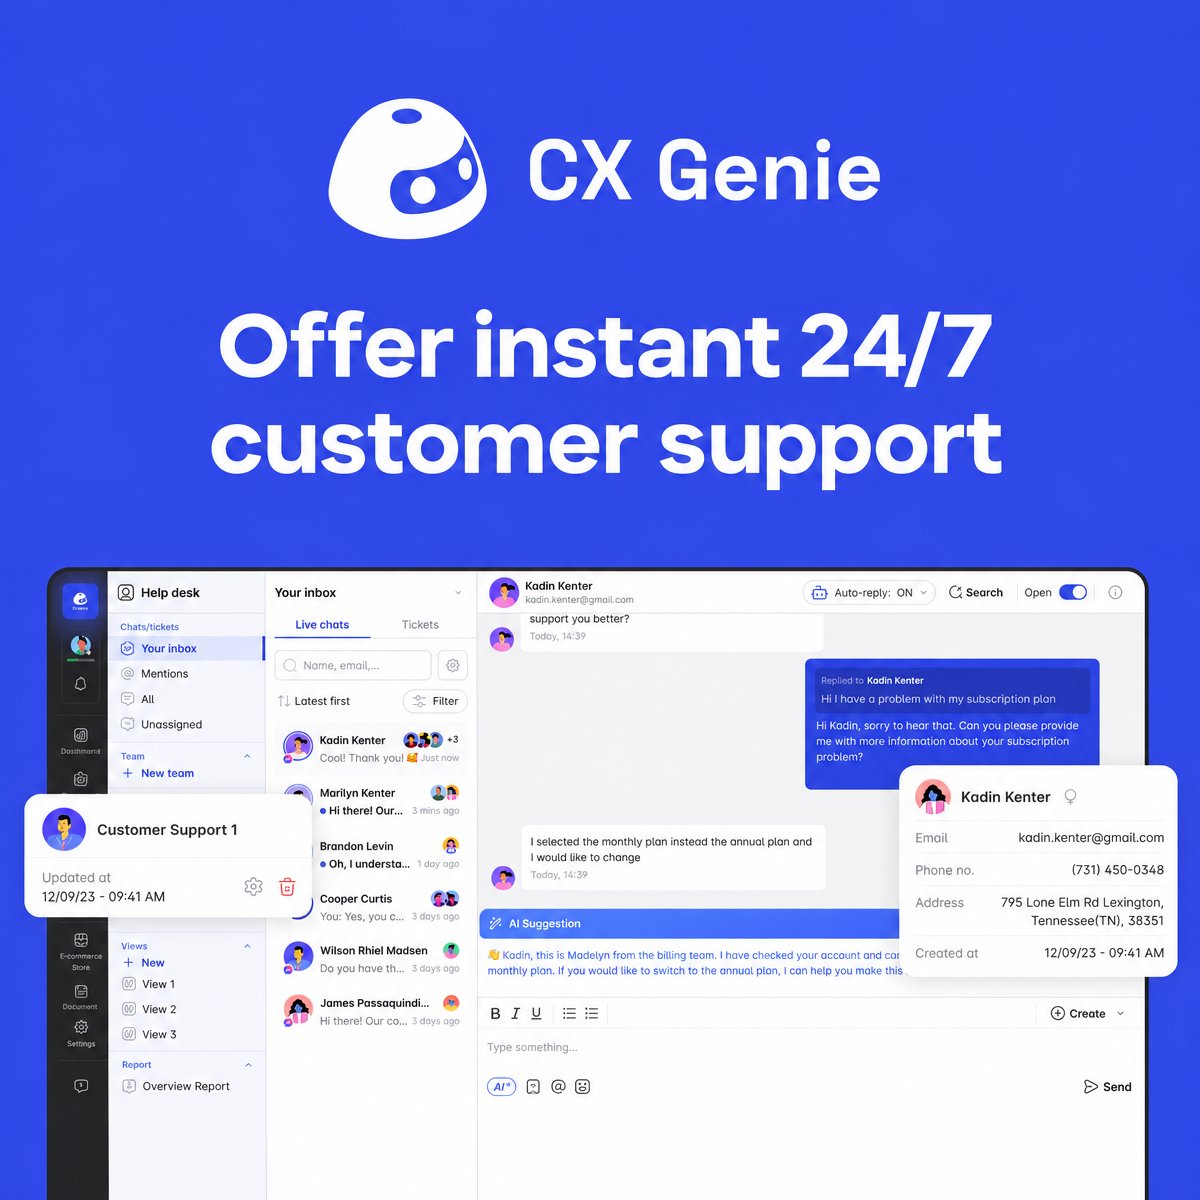 CX Genie
Offer instant 24/7
customer support
Help desk
Chats/tickets
Your inbox
Mentions
All
Unassigned
Team
New team
Customer Support 1
Updated at
12/09/23 - 09:41 AM
Views
New
View 1
View 2
View 3
Report
Overview Report
E-commerce
Store
Document
Settings
Your inbox
Live chats
Tickets
Name, email,...
Latest first
Filter
Kadin Kenter
+3
Cool! Thank you! 🥰 Just now
Marilyn Kenter
Hi there! Our... 3 mins ago
Brandon Levin
Oh, I understa... 1 day ago
Cooper Curtis
You: Yes, you c... 3 days ago
Wilson Rhiel Madsen
Do you have th... 3 days ago
James Passaquindi...
Hi there! Our co... 3 days ago
Kadin Kenter
kadin.kenter@gmail.com
Auto-reply: ON
Search
Open
support you better?
Today, 14:39
Replied to Kadin Kenter
Hi I have a problem with my subscription plan
Hi Kadin, sorry to hear that. Can you please provide
me with more information about your subscription
problem?
I selected the monthly plan instead the annual plan and
I would like to change
Today, 14:39
AI Suggestion
👋 Kadin, this is Madelyn from the billing team. I have checked your account and can
monthly plan. If you would like to switch to the annual plan, I can help you make this
Kadin Kenter
Email
kadin.kenter@gmail.com
Phone no.
(731) 450-0348
Address
795 Lone Elm Rd Lexington,
Tennessee(TN), 38351
Created at
12/09/23 - 09:41 AM
B I U
Create
Type something...
AI
Send